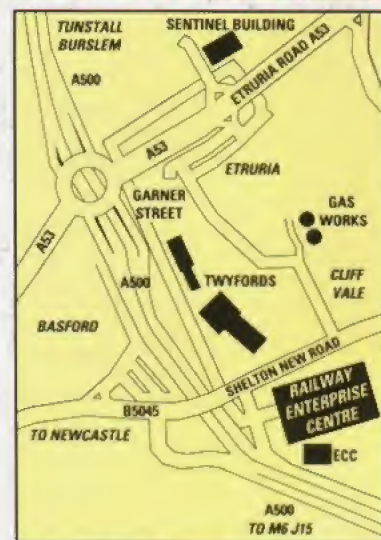 TUNSTALL
BURSLEM
SENTINEL BUILDING
A500
ETRURIA ROAD A53
A53
ETRURIA
GARNER
STREET
GAS
WORKS
A53
A500
TWYFORDS
CLIFF
VALE
BASFORD
SHELTON NEW ROAD
RAILWAY
ENTERPRISE
CENTRE
B5045
TO NEWCASTLE
ECC
A500
TO M6 J15